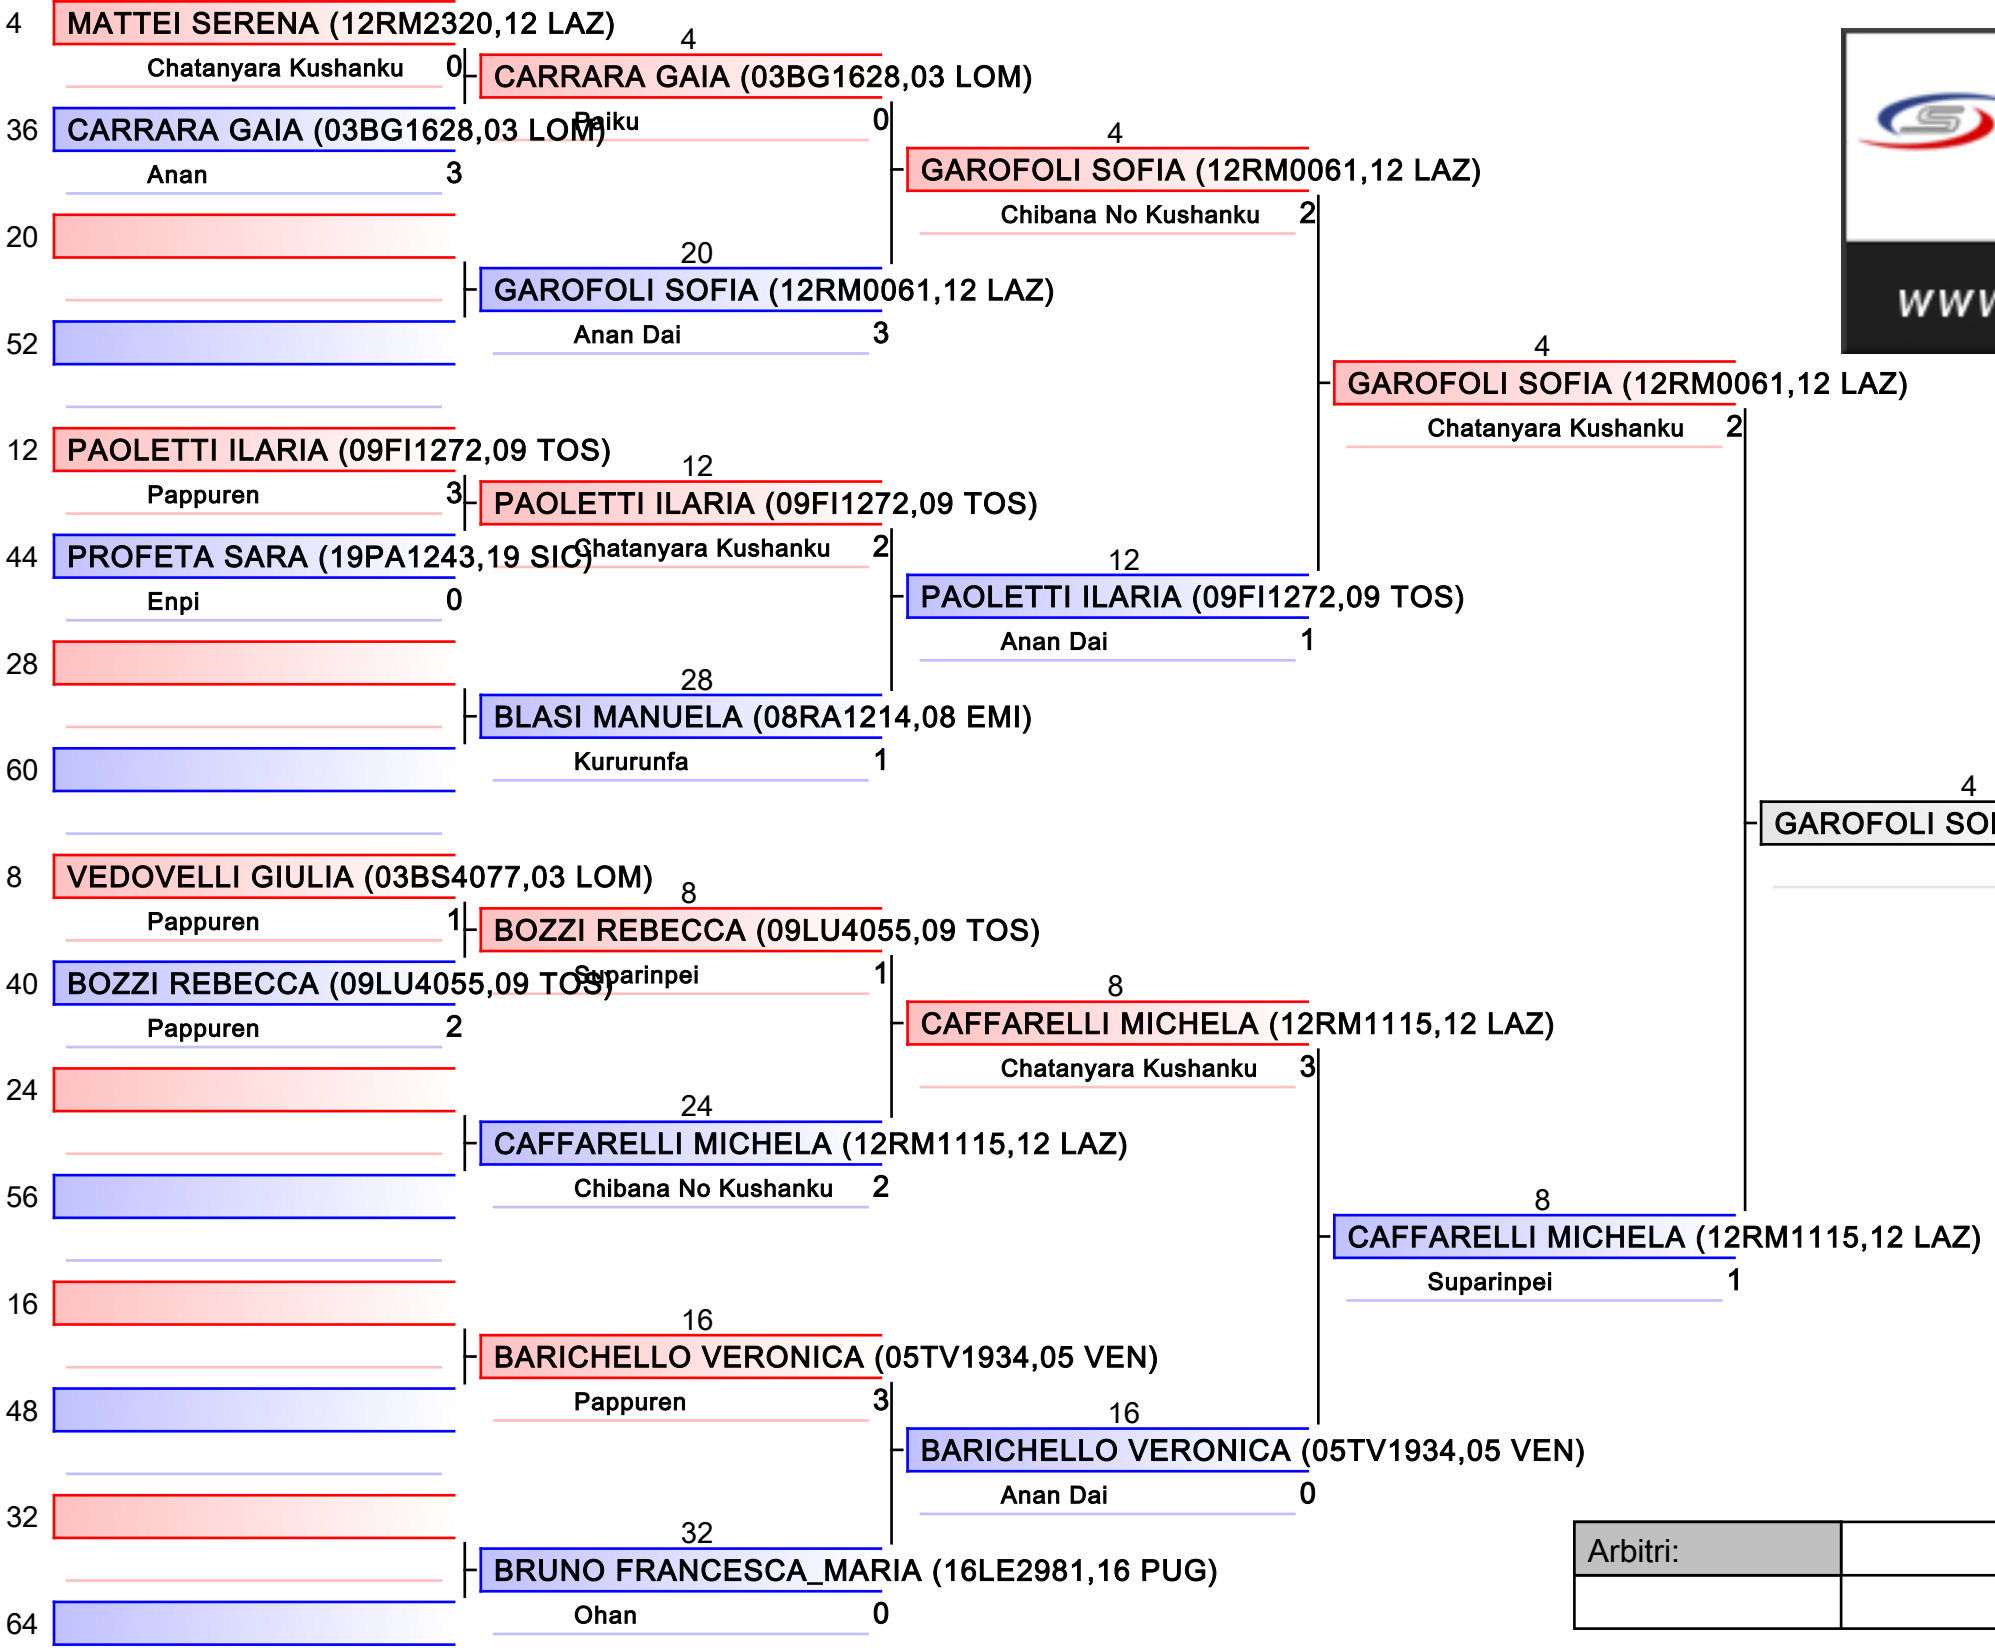 4 MATTEI SERENA (12RM2320,12 LAZ)
Chatanyara Kushanku 0
36 CARRARA GAIA (03BG1628,03 LOM)
Anan 3
20
52
12 PAOLETTI ILARIA (09FI1272,09 TOS)
Pappuren 3
44 PROFETA SARA (19PA1243,19 SIC)
Enpi 0
28
60
8 VEDOVELLI GIULIA (03BS4077,03 LOM)
Pappuren 1
40 BOZZI REBECCA (09LU4055,09 TOS)
Pappuren 2
24
56
16
48
32
64
4
CARRARA GAIA (03BG1628,03 LOM)
Paiku 0
20
GAROFOLI SOFIA (12RM0061,12 LAZ)
Anan Dai 3
12
PAOLETTI ILARIA (09FI1272,09 TOS)
Chatanyara Kushanku 2
28
BLASI MANUELA (08RA1214,08 EMI)
Kururunfa 1
8
BOZZI REBECCA (09LU4055,09 TOS)
Suparinpei 1
24
CAFFARELLI MICHELA (12RM1115,12 LAZ)
Chibana No Kushanku 2
16
BARICHELLO VERONICA (05TV1934,05 VEN)
Pappuren 3
32
BRUNO FRANCESCA_MARIA (16LE2981,16 PUG)
Ohan 0
4
GAROFOLI SOFIA (12RM0061,12 LAZ)
Chibana No Kushanku 2
12
PAOLETTI ILARIA (09FI1272,09 TOS)
Anan Dai 1
8
CAFFARELLI MICHELA (12RM1115,12 LAZ)
Chatanyara Kushanku 3
16
BARICHELLO VERONICA (05TV1934,05 VEN)
Anan Dai 0
4
GAROFOLI SOFIA (12RM0061,12 LAZ)
Chatanyara Kushanku 2
8
CAFFARELLI MICHELA (12RM1115,12 LAZ)
Suparinpei 1
4
GAROFOLI
S
Arbitri: